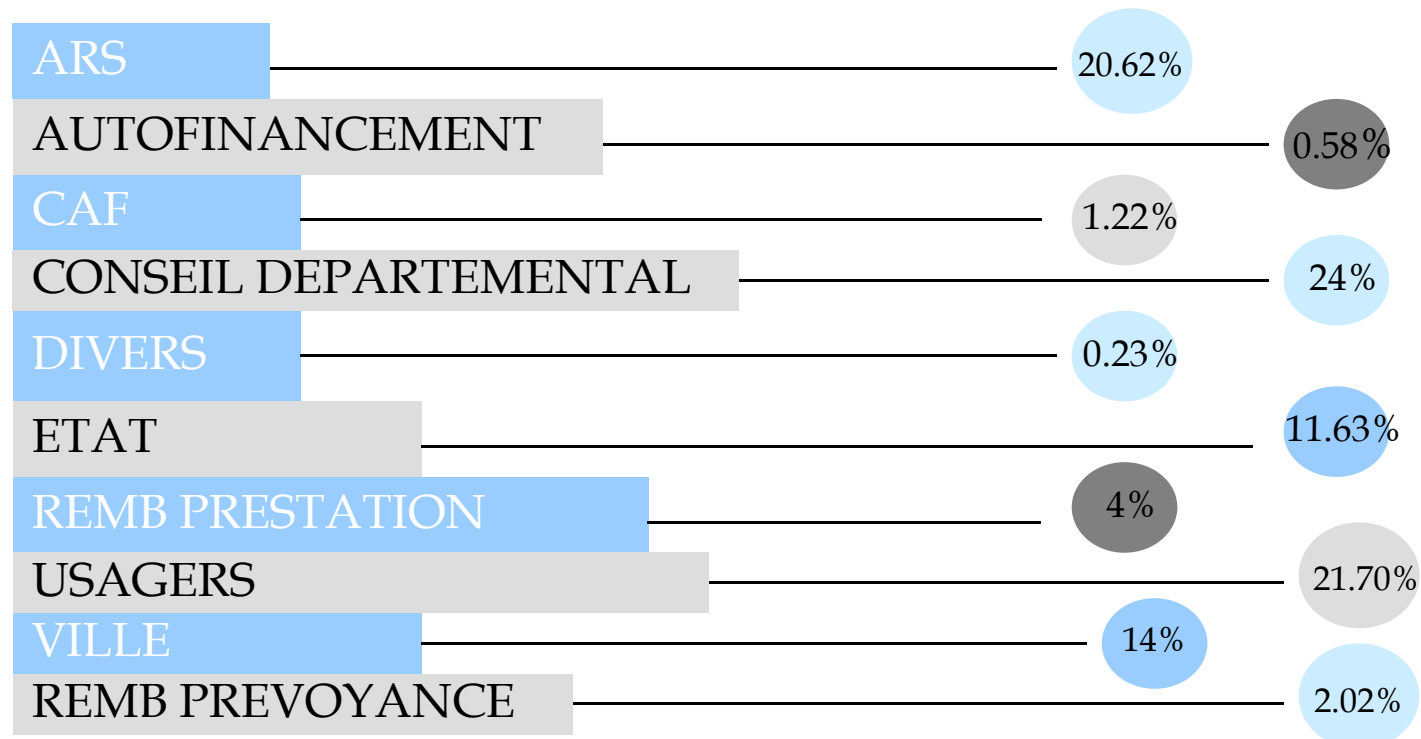 ARS 20.62%
AUTOFINANCEMENT 0.58%
CAF 1.22%
CONSEIL DEPARTEMENTAL 24%
DIVERS 0.23%
ETAT 11.63%
REMB PRESTATION 4%
USAGERS 21.70%
VILLE 14%
REMB PREVOYANCE 2.02%